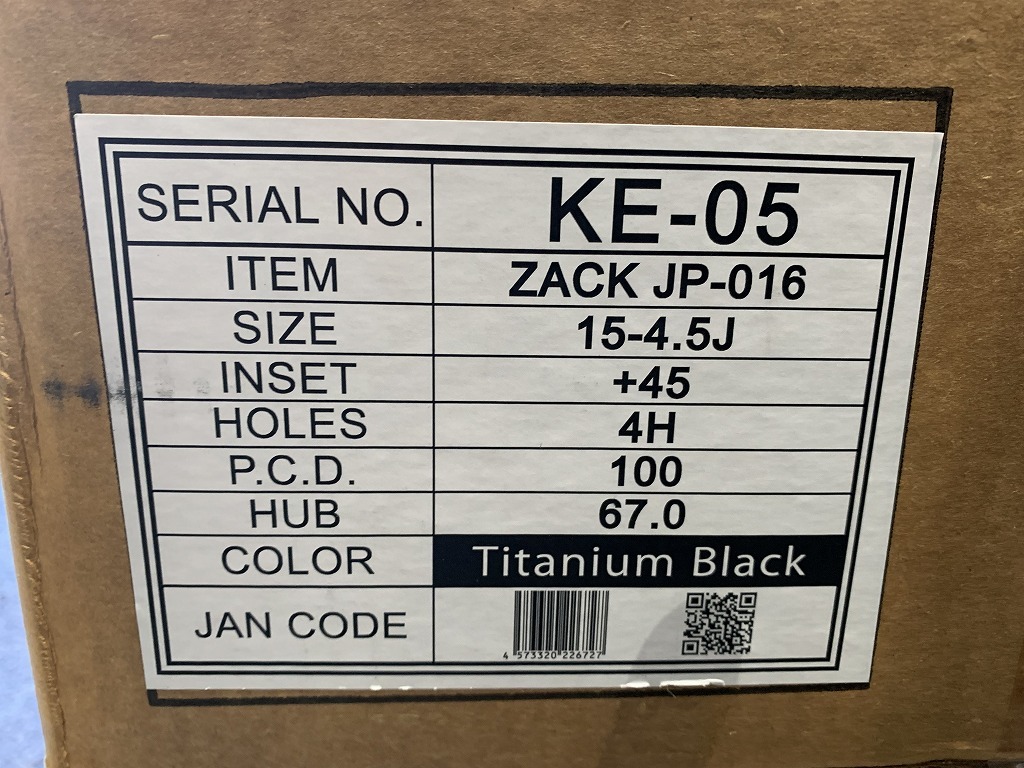 SERIAL NO. KE-05
ITEM ZACK JP-016
SIZE 15-4.5J
INSET +45
HOLES 4H
P.C.D. 100
HUB 67.0
COLOR Titanium Black
JAN CODE
4 573320 226727